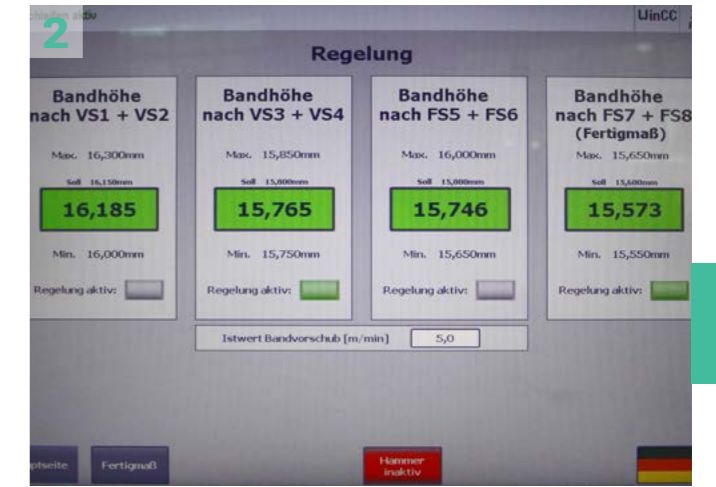 2
aktiv
WinCC
Regelung
Bandhöhe
nach VS1 + VS2
Max. 16,300mm
Soll 16,150mm
16,185
Min. 16,000mm
Regelung aktiv:
Bandhöhe
nach VS3 + VS4
Max. 15,850mm
Soll 15,800mm
15,765
Min. 15,750mm
Regelung aktiv:
Bandhöhe
nach FS5 + FS6
Max. 16,000mm
Soll 15,800mm
15,746
Min. 15,650mm
Regelung aktiv:
Bandhöhe
nach FS7 + FS8
(Fertigmaß)
Max. 15,650mm
Soll 15,600mm
15,573
Min. 15,550mm
Regelung aktiv:
Istwert Bandvorschub [m/min] 5,0
ptseite
Fertigmaß
Hammer
inaktiv